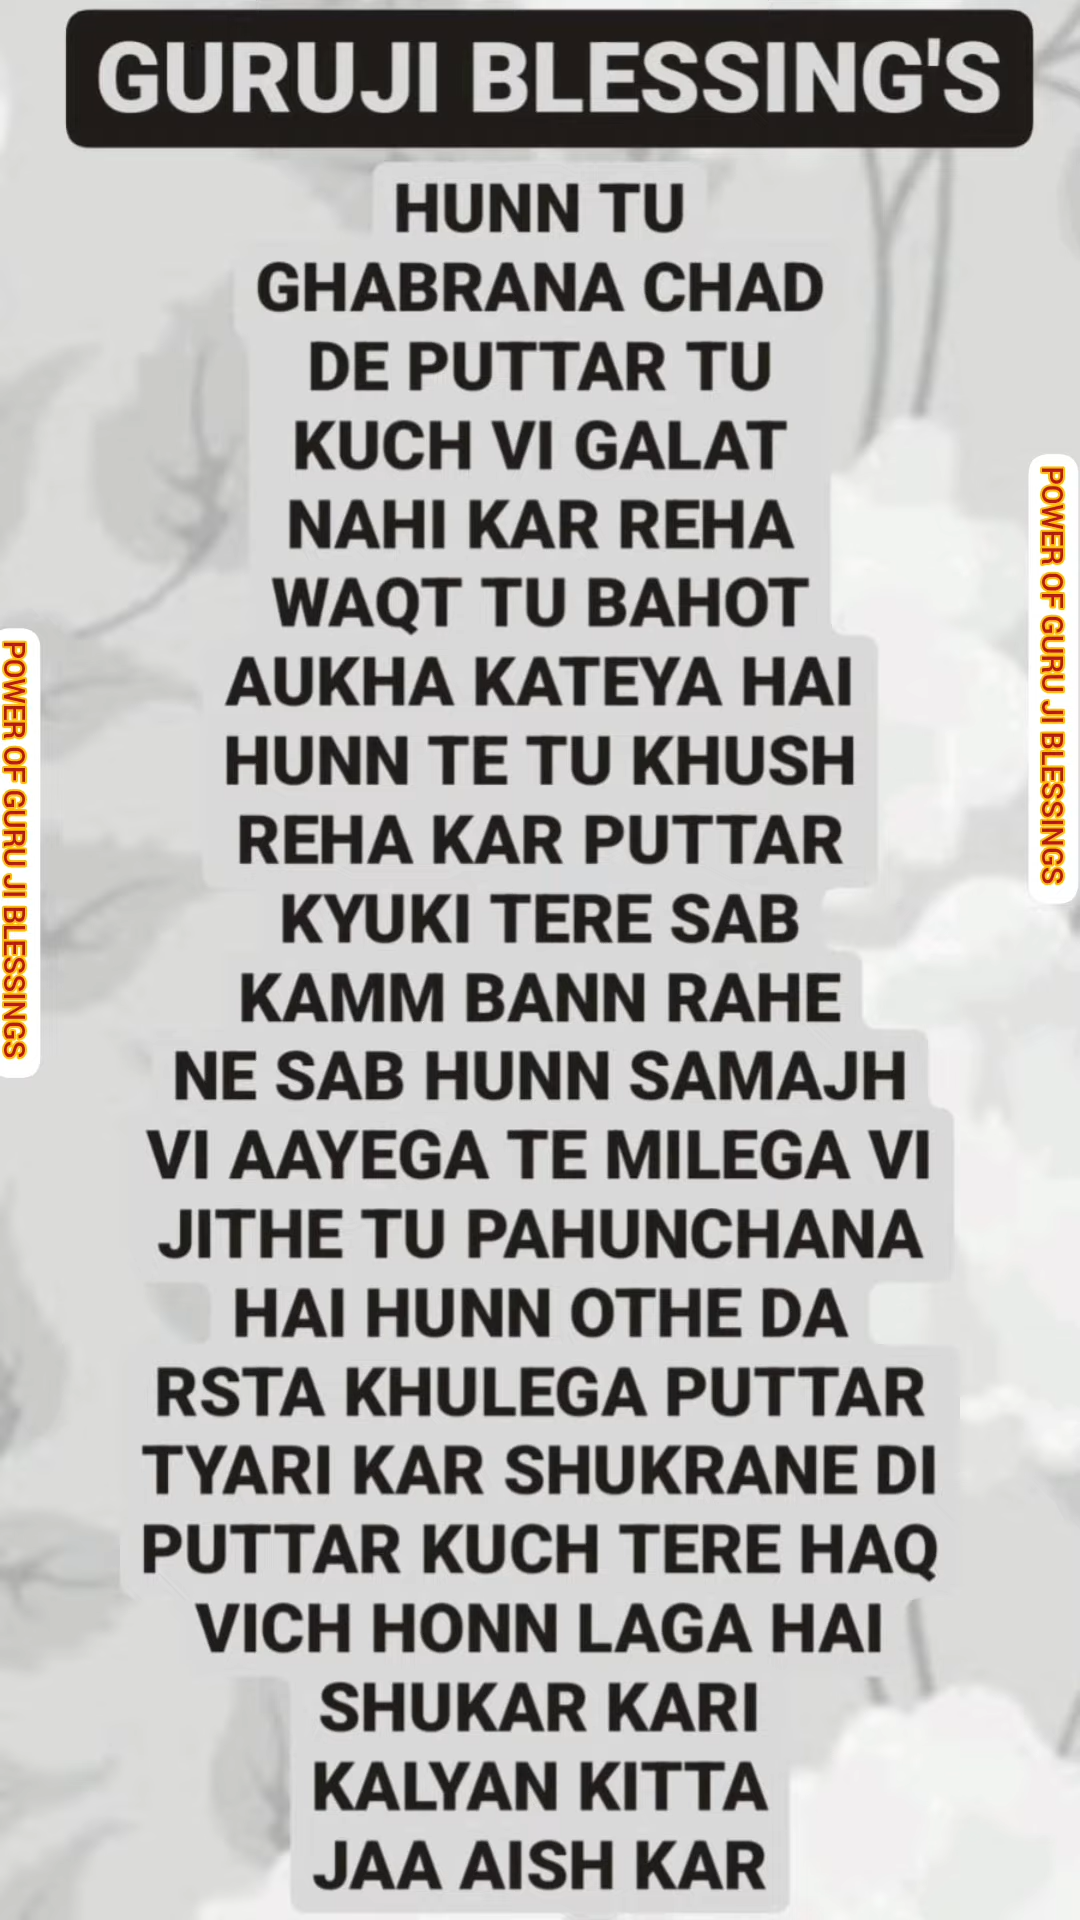 GURUJI BLESSING'S
HUNN TU
GHABRANA CHAD
DE PUTTAR TU
KUCH VI GALAT
NAHI KAR REHA
WAQT TU BAHOT
AUKHA KATEYA HAI
HUNN TE TU KHUSH
REHA KAR PUTTAR
KYUKI TERE SAB
KAMM BANN RAHE
NE SAB HUNN SAMAJH
VI AAYEGA TE MILEGA VI
JITHE TU PAHUNCHANA
HAI HUNN OTHE DA
RSTA KHULEGA PUTTAR
TYARI KAR SHUKRANE DI
PUTTAR KUCH TERE HAQ
VICH HONN LAGA HAI
SHUKAR KARI
KALYAN KITTA
JAA AISH KAR
POWER OF GURU JI BLESSINGS
POWER OF GURU JI BLESSINGS